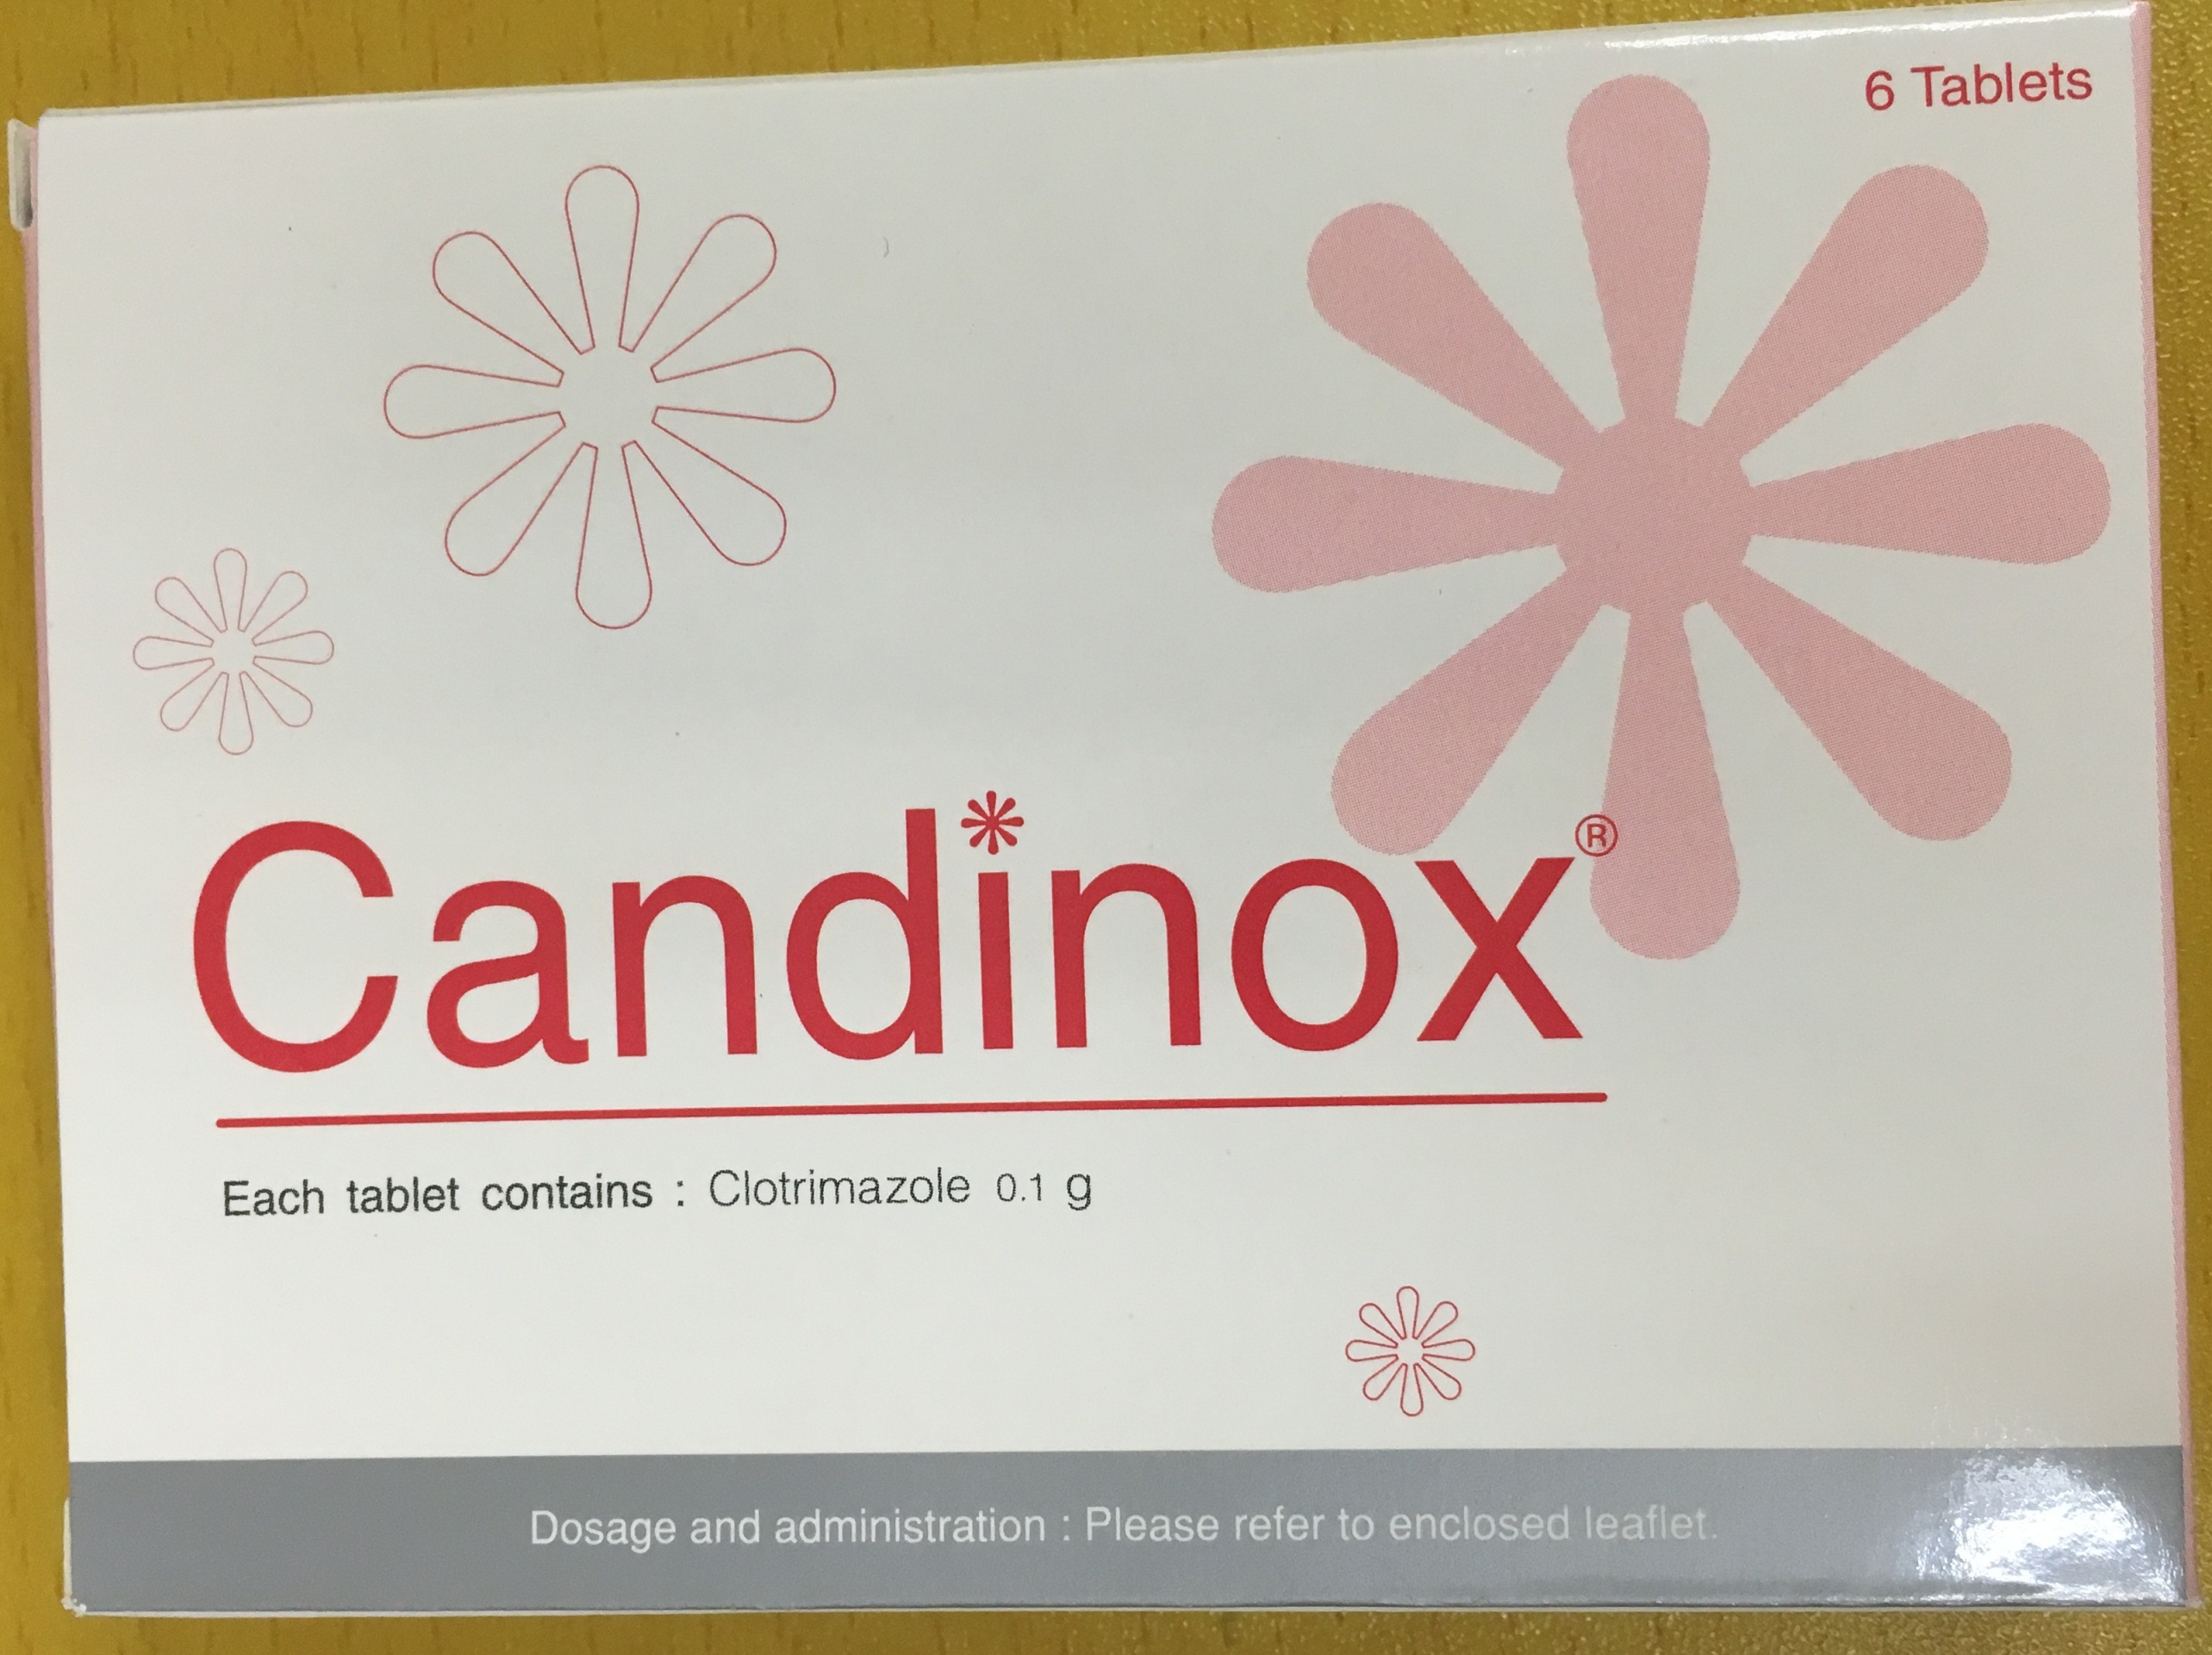 6 Tablets
Candinox®
Each tablet contains : Clotrimazole 0.1 g
Dosage and administration : Please refer to enclosed leaflet.